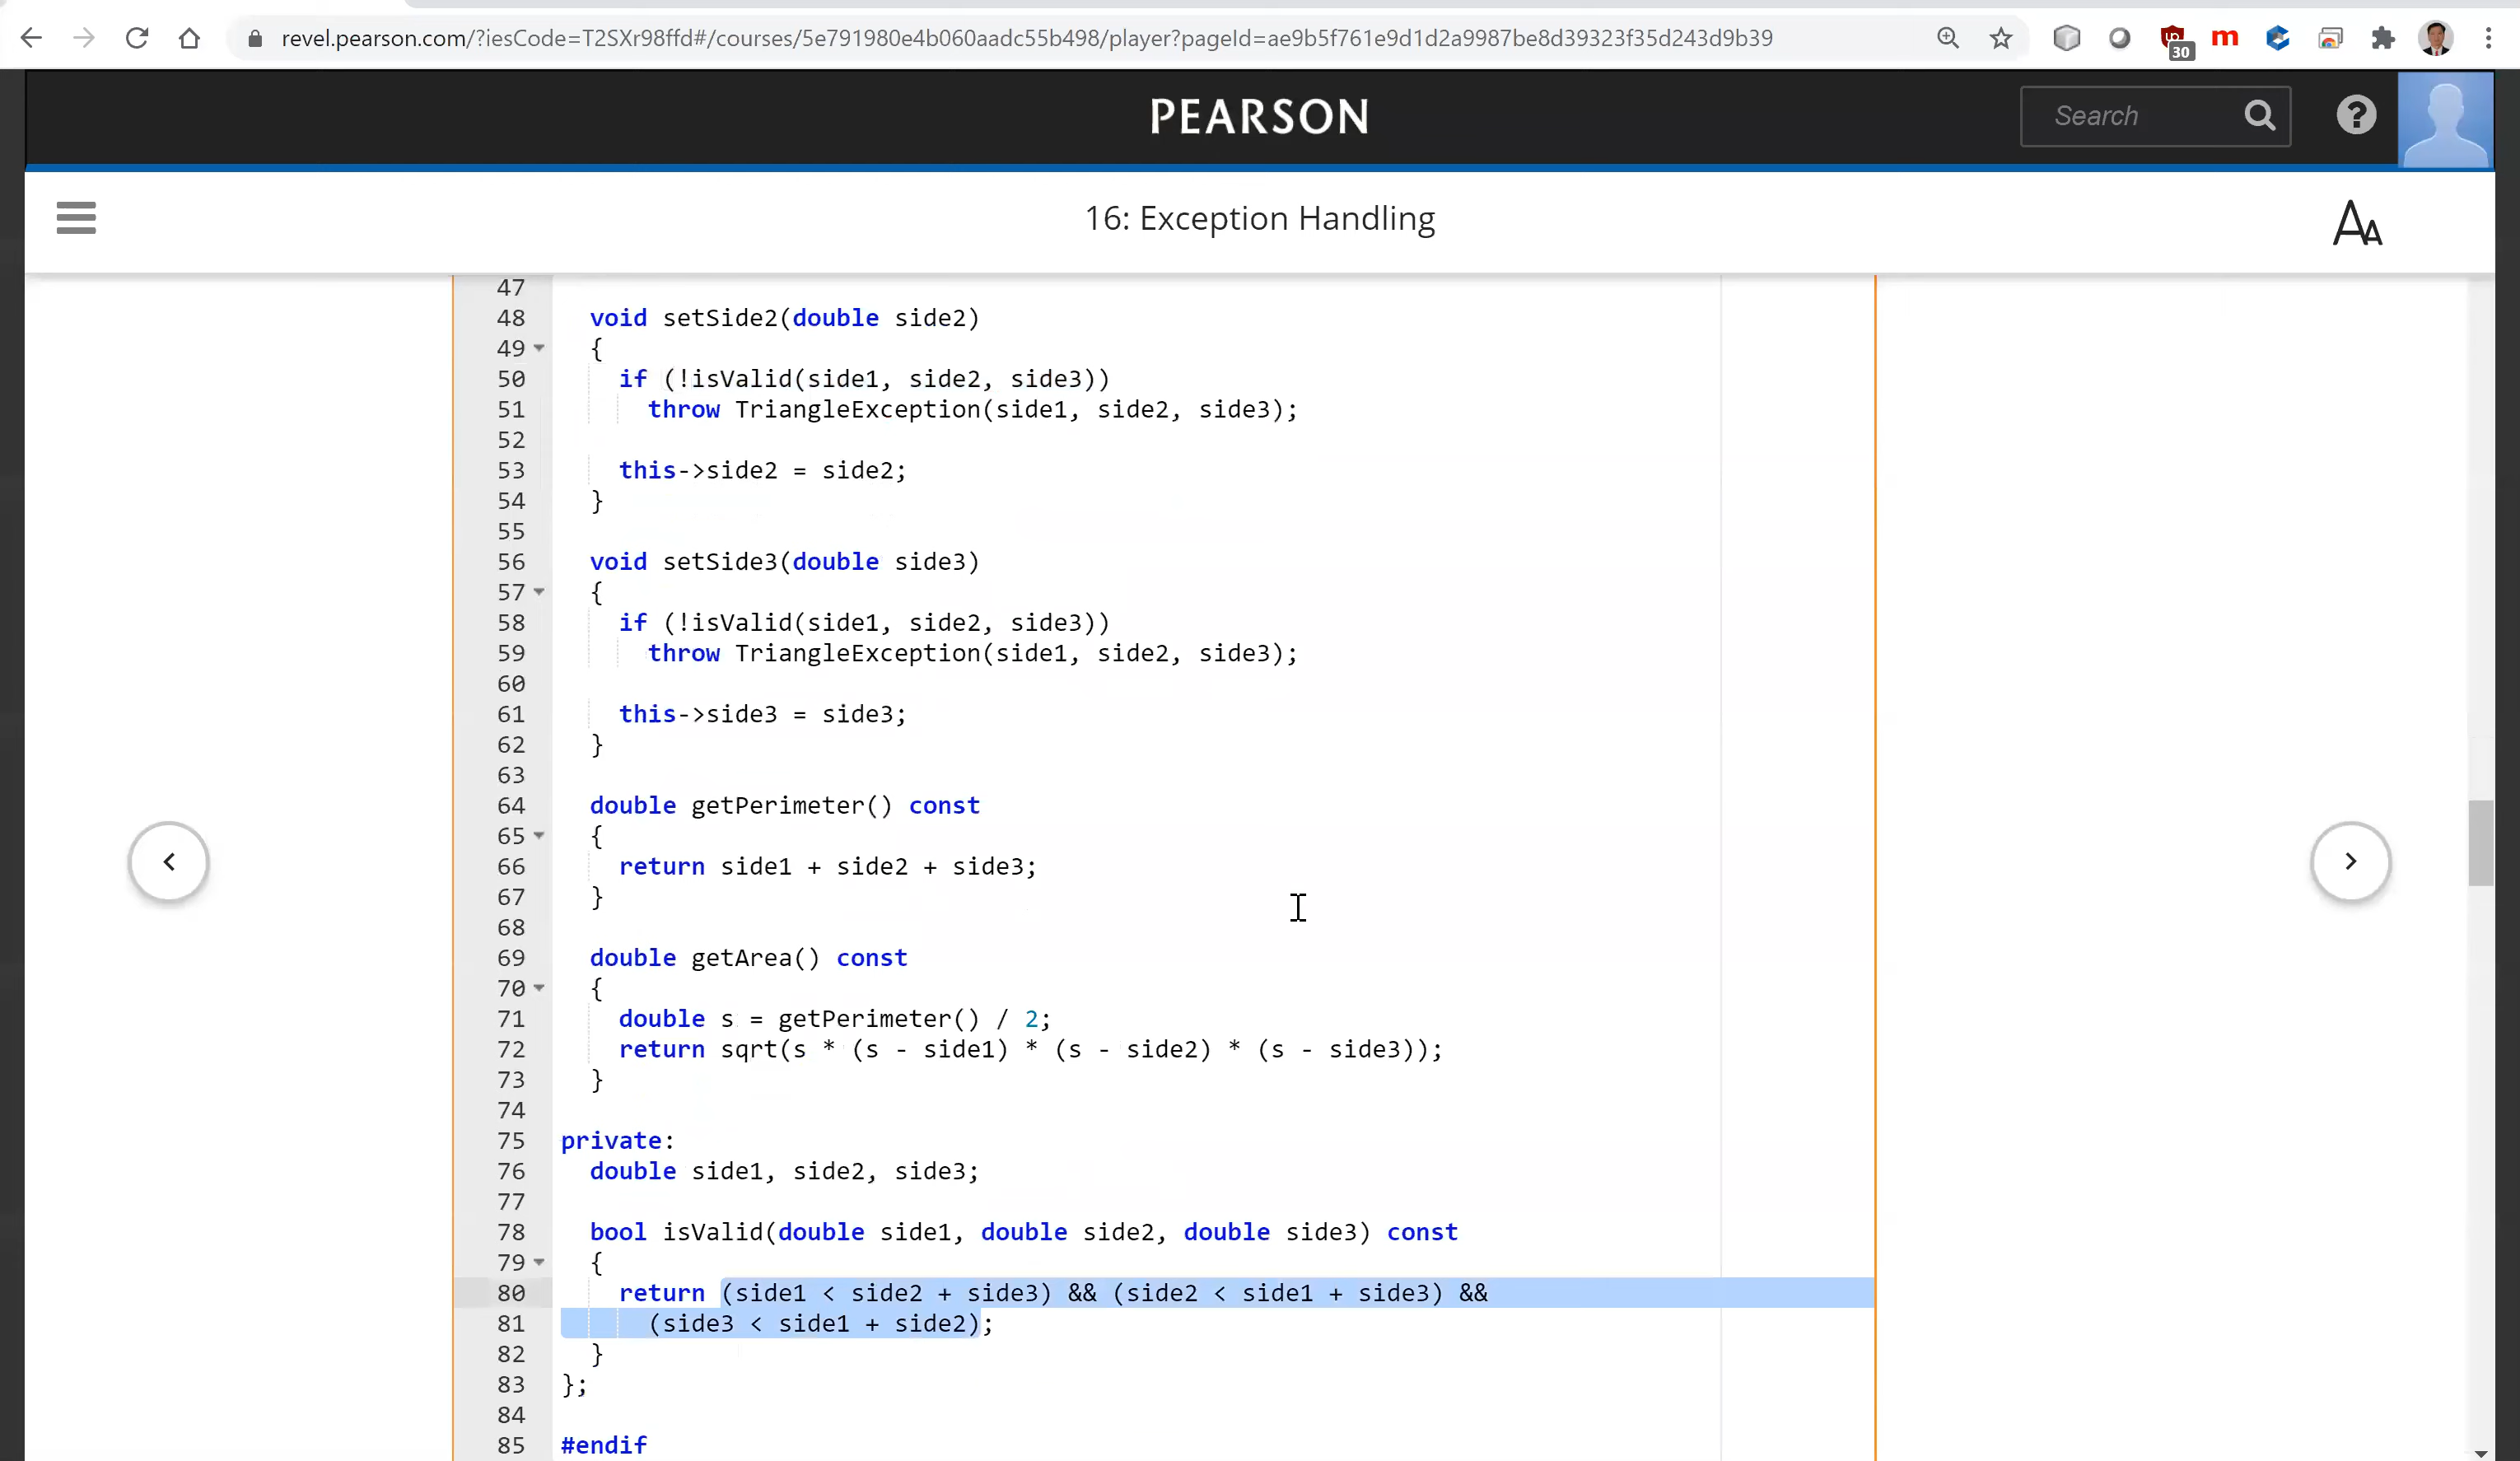 revel.pearson.com/?iesCode=T2SXr98ffd#/courses/5e791980e4b060aadc55b498/player?pageId=ae9b5f761e9d1d2a9987be8d39323f35d243d9b39
30
m
PEARSON
Search
?
16: Exception Handling
AA
47
48 void setSide2(double side2)
49 {
50 if (!isValid(side1, side2, side3))
51 throw TriangleException(side1, side2, side3);
52
53 this->side2 = side2;
54 }
55
56 void setSide3(double side3)
57 {
58 if (!isValid(side1, side2, side3))
59 throw TriangleException(side1, side2, side3);
60
61 this->side3 = side3;
62 }
63
64 double getPerimeter() const
65 {
66 return side1 + side2 + side3;
67 }
68
69 double getArea() const
70 {
71 double s = getPerimeter() / 2;
72 return sqrt(s * (s - side1) * (s - side2) * (s - side3));
73 }
74
75 private:
76 double side1, side2, side3;
77
78 bool isValid(double side1, double side2, double side3) const
79 {
80 return (side1 < side2 + side3) && (side2 < side1 + side3) &&
81 (side3 < side1 + side2);
82 }
83 };
84
85 #endif